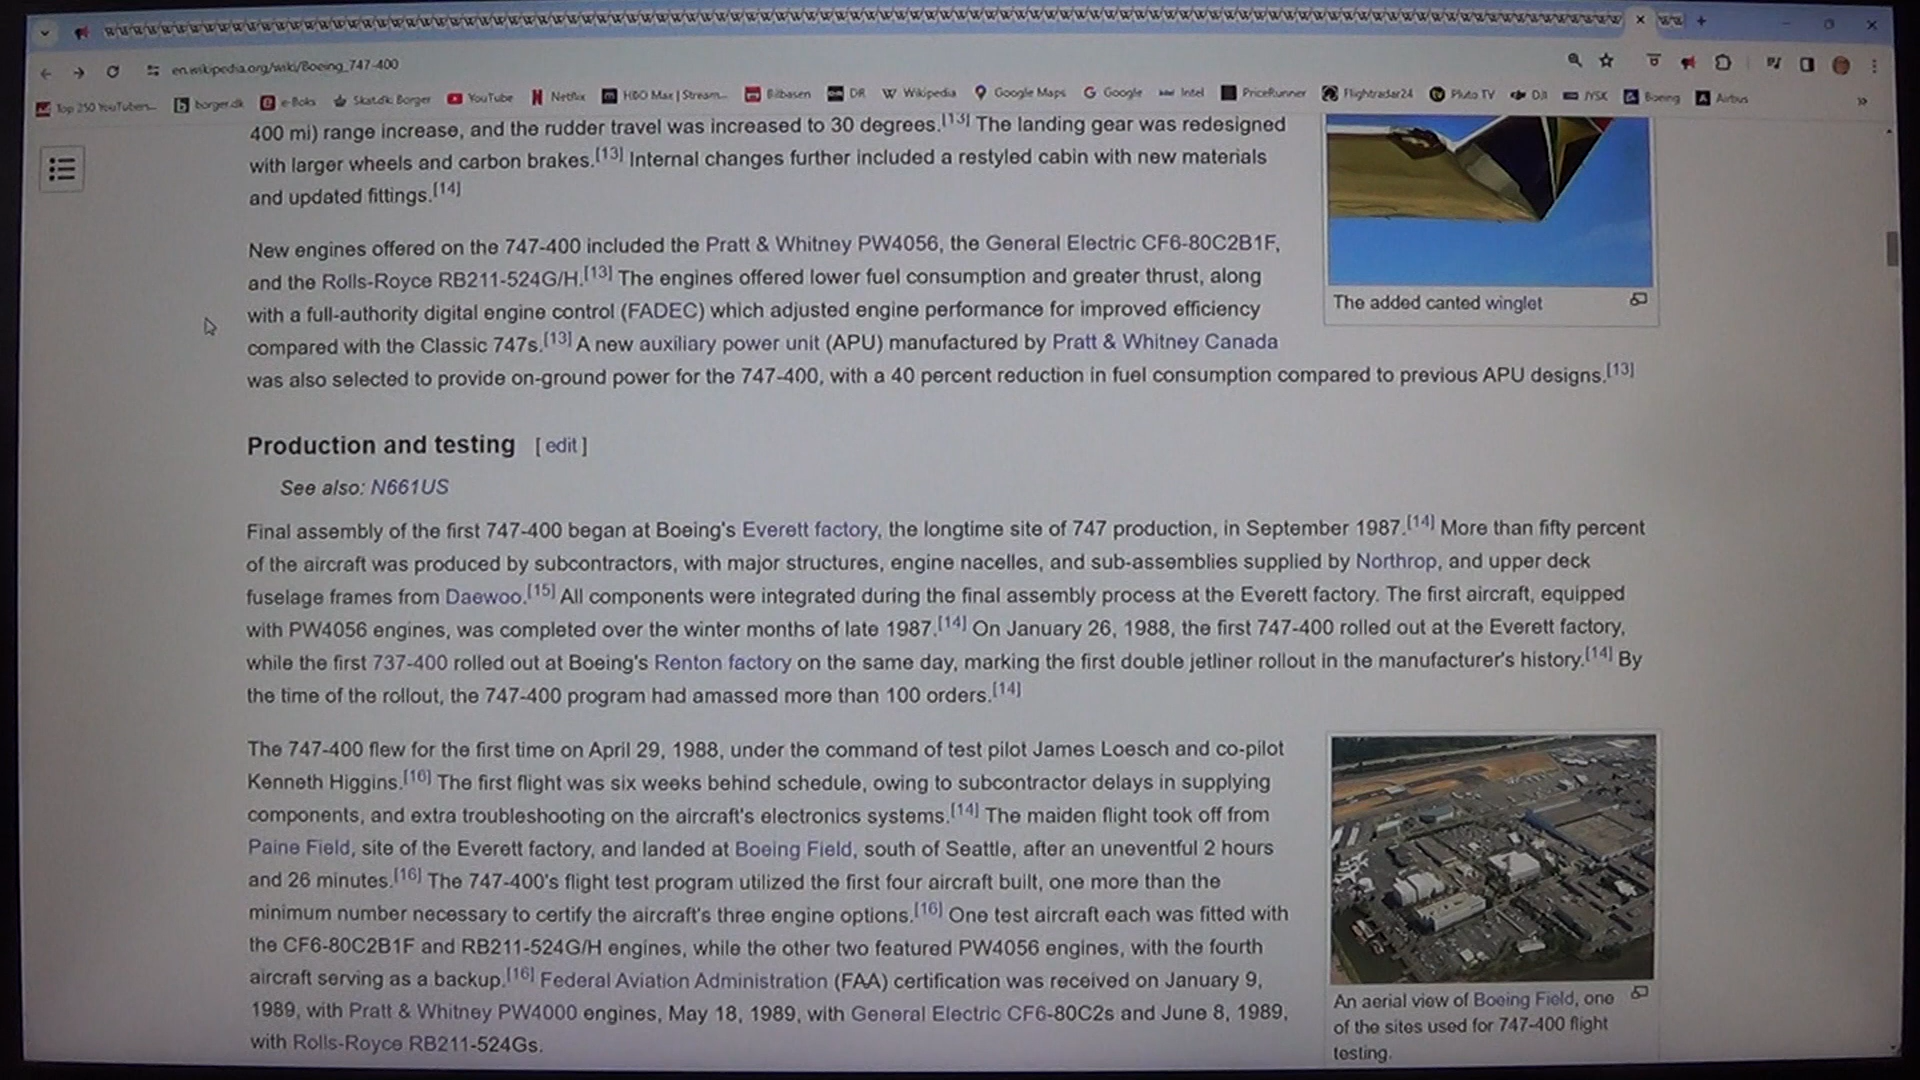 en.wikipedia.org/wiki/Boeing_747-400
Top 250 YouTubers... borger.dk e-Boks Skat.dk: Borger YouTube Netflix HBO Max | Stream... Bilbasen DR Wikipedia Google Maps Google Intel PriceRunner Flightradar24 Pluto TV DJI JYSK Boeing Airbus
400 mi) range increase, and the rudder travel was increased to 30 degrees.[13] The landing gear was redesigned
with larger wheels and carbon brakes.[13] Internal changes further included a restyled cabin with new materials
and updated fittings.[14]
The added canted winglet
New engines offered on the 747-400 included the Pratt & Whitney PW4056, the General Electric CF6-80C2B1F,
and the Rolls-Royce RB211-524G/H.[13] The engines offered lower fuel consumption and greater thrust, along
with a full-authority digital engine control (FADEC) which adjusted engine performance for improved efficiency
compared with the Classic 747s.[13] A new auxiliary power unit (APU) manufactured by Pratt & Whitney Canada
was also selected to provide on-ground power for the 747-400, with a 40 percent reduction in fuel consumption compared to previous APU designs.[13]
Production and testing [ edit ]
See also: N661US
Final assembly of the first 747-400 began at Boeing's Everett factory, the longtime site of 747 production, in September 1987.[14] More than fifty percent
of the aircraft was produced by subcontractors, with major structures, engine nacelles, and sub-assemblies supplied by Northrop, and upper deck
fuselage frames from Daewoo.[15] All components were integrated during the final assembly process at the Everett factory. The first aircraft, equipped
with PW4056 engines, was completed over the winter months of late 1987.[14] On January 26, 1988, the first 747-400 rolled out at the Everett factory,
while the first 737-400 rolled out at Boeing's Renton factory on the same day, marking the first double jetliner rollout in the manufacturer's history.[14] By
the time of the rollout, the 747-400 program had amassed more than 100 orders.[14]
The 747-400 flew for the first time on April 29, 1988, under the command of test pilot James Loesch and co-pilot
Kenneth Higgins.[16] The first flight was six weeks behind schedule, owing to subcontractor delays in supplying
components, and extra troubleshooting on the aircraft's electronics systems.[14] The maiden flight took off from
Paine Field, site of the Everett factory, and landed at Boeing Field, south of Seattle, after an uneventful 2 hours
and 26 minutes.[16] The 747-400's flight test program utilized the first four aircraft built, one more than the
minimum number necessary to certify the aircraft's three engine options.[16] One test aircraft each was fitted with
the CF6-80C2B1F and RB211-524G/H engines, while the other two featured PW4056 engines, with the fourth
aircraft serving as a backup.[16] Federal Aviation Administration (FAA) certification was received on January 9,
1989, with Pratt & Whitney PW4000 engines, May 18, 1989, with General Electric CF6-80C2s and June 8, 1989,
with Rolls-Royce RB211-524Gs.
An aerial view of Boeing Field, one
of the sites used for 747-400 flight
testing.